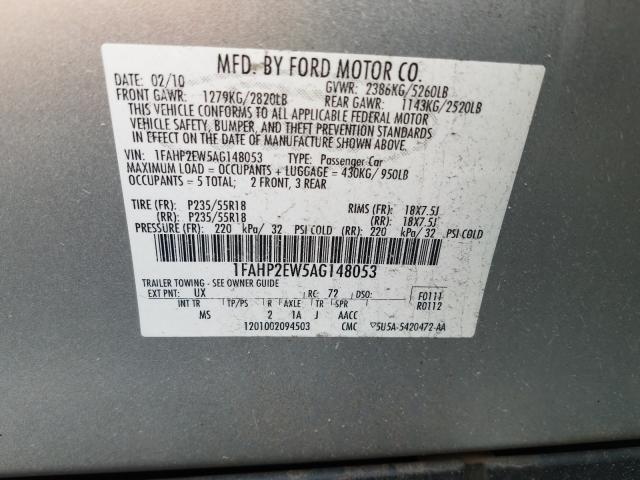 MFD. BY FORD MOTOR CO.
DATE: 02/10 GVWR: 2386KG/5260LB
FRONT GAWR: 1279KG/2820LB REAR GAWR: 1143KG/2520LB
THIS VEHICLE CONFORMS TO ALL APPLICABLE FEDERAL MOTOR
VEHICLE SAFETY, BUMPER, AND THEFT PREVENTION STANDARDS
IN EFFECT ON THE DATE OF MANUFACTURE SHOWN ABOVE.
VIN: 1FAHP2EW5AG148053 TYPE: Passenger Car
MAXIMUM LOAD = OCCUPANTS + LUGGAGE = 430KG/950LB
OCCUPANTS = 5 TOTAL; 2 FRONT, 3 REAR
TIRE (FR): P235/55R18 RIMS (FR): 18X7.5J
(RR): P235/55R18 (RR): 18X7.5J
PRESSURE (FR): 220 kPa/ 32 PSI COLD (RR): 220 kPa/ 32 PSI COLD
1FAHP2EW5AG148053
TRAILER TOWING - SEE OWNER GUIDE
EXT PNT: UX RC: 72 DSO: F0111
INT TR TP/PS R AXLE TR SPR R0112
MS 2 1A J AACC
1201002094503 CMC ▽5U5A-5420472-AA